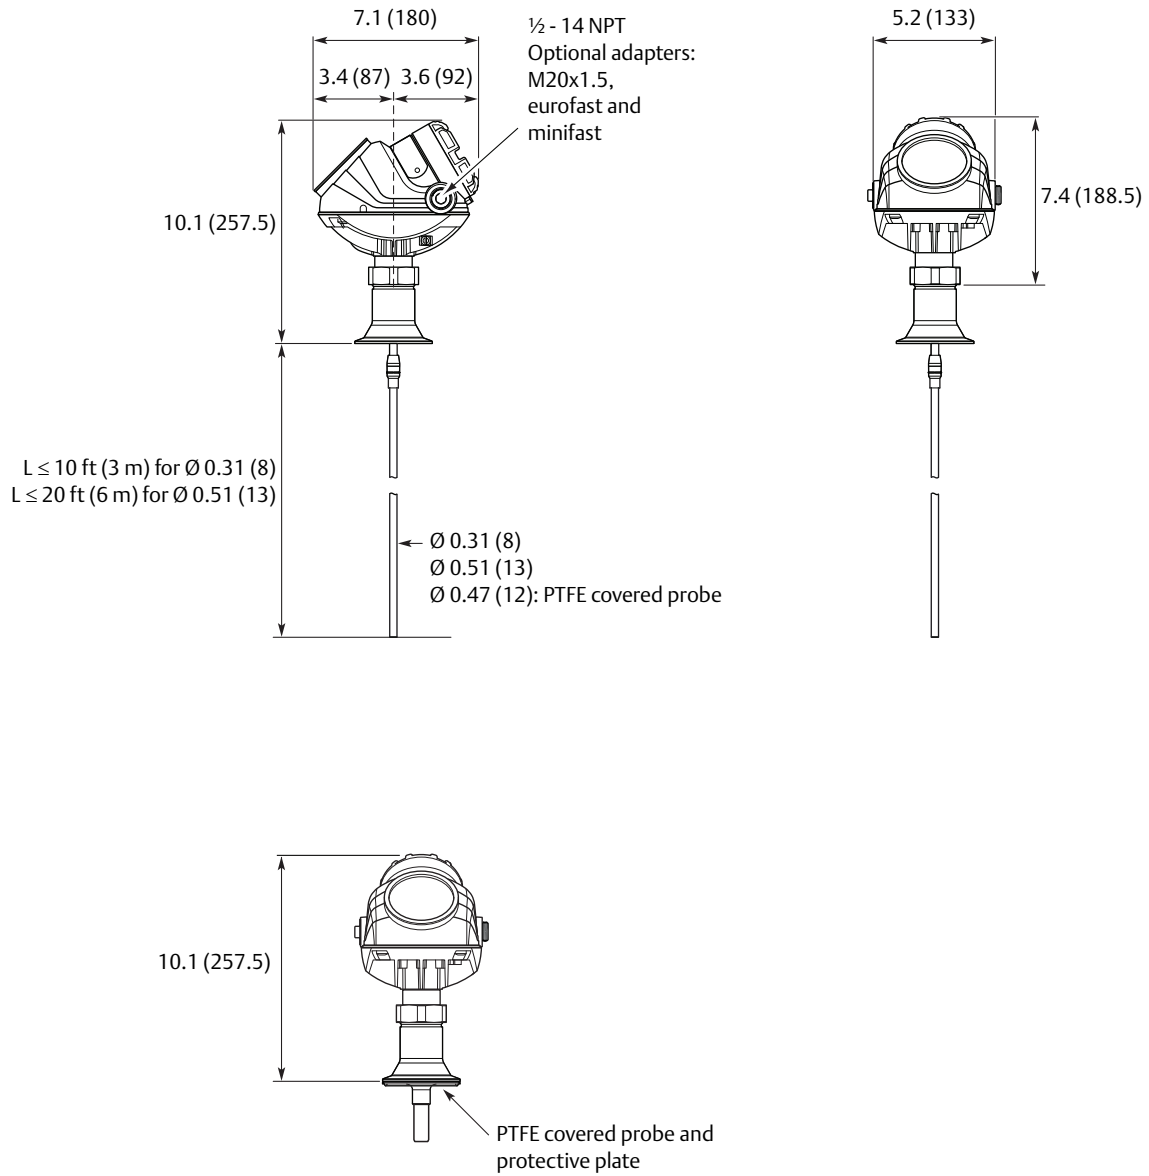 7.1 (180)
½ - 14 NPT
Optional adapters:
M20x1.5,
eurofast and
minifast
3.4 (87)
3.6 (92)
10.1 (257.5)
5.2 (133)
7.4 (188.5)
L ≤ 10 ft (3 m) for Ø 0.31 (8)
L ≤ 20 ft (6 m) for Ø 0.51 (13)
Ø 0.31 (8)
Ø 0.51 (13)
Ø 0.47 (12): PTFE covered probe
10.1 (257.5)
PTFE covered probe and
protective plate